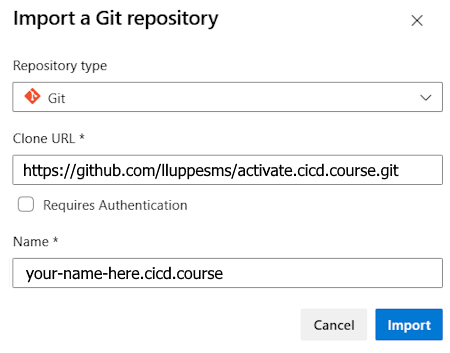 Import a Git repository
Repository type
Git
Clone URL *
https://github.com/lluppesms/activate.cicd.course.git
Requires Authentication
Name *
your-name-here.cicd.course
Cancel
Import